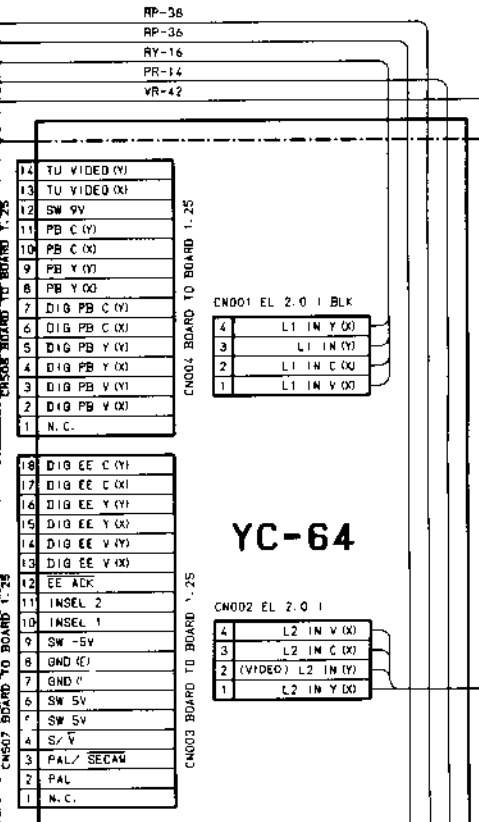 RP-38
RP-36
RY-16
PR-14
VR-42
14 TU VIDEO (Y)
13 TU VIDEO (X)
12 SW 9V
11 PB C (Y)
10 PB C (X)
9 PB Y (Y)
8 PB Y (X)
7 DIG PB C (Y)
6 DIG PB C (X)
5 DIG PB Y (Y)
4 DIG PB Y (X)
3 DIG PB V (Y)
2 DIG PB V (X)
1 N.C.
CN004 BOARD TO BOARD 1.25
BOARD TO BOARD 1.25
CN001 EL 2.0 I BLK
4 L1 IN Y (X)
3 L1 IN (Y)
2 L1 IN C (X)
1 L1 IN V (X)
18 DIG EE C (Y)
17 DIG EE C (X)
16 DIG EE Y (Y)
15 DIG EE Y (X)
14 DIG EE V (Y)
13 DIG EE V (X)
12 EE ADK
11 INSEL 2
10 INSEL 1
9 SW -5V
8 GND (E)
7 GND
6 SW 5V
SW 5V
4 S/V̅
3 PAL/ SECAM
2 PAL
1 N.C.
CN003 BOARD TO BOARD 1.25
CN507 BOARD TO BOARD 1.25
YC-64
CN002 EL 2.0 I
4 L2 IN V (X)
3 L2 IN C (X)
2 (VIDEO) L2 IN (Y)
1 L2 IN Y (X)